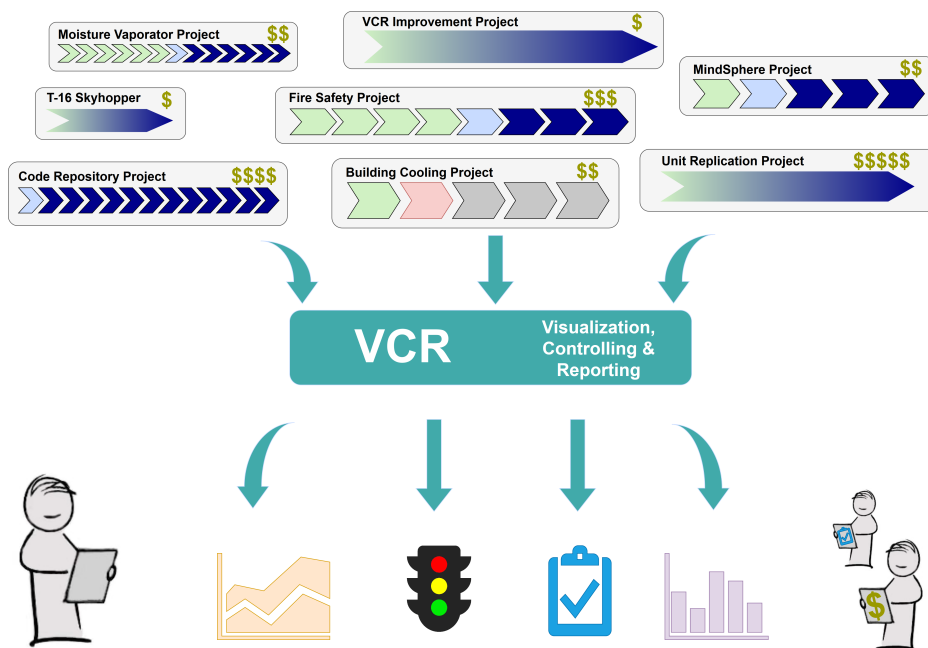 VCR Improvement Project $
Moisture Vaporator Project $$
MindSphere Project $$
T-16 Skyhopper $
Fire Safety Project $$$
Code Repository Project $$$$
Building Cooling Project $$
Unit Replication Project $$$$$
VCR
Visualization,
Controlling &
Reporting
$